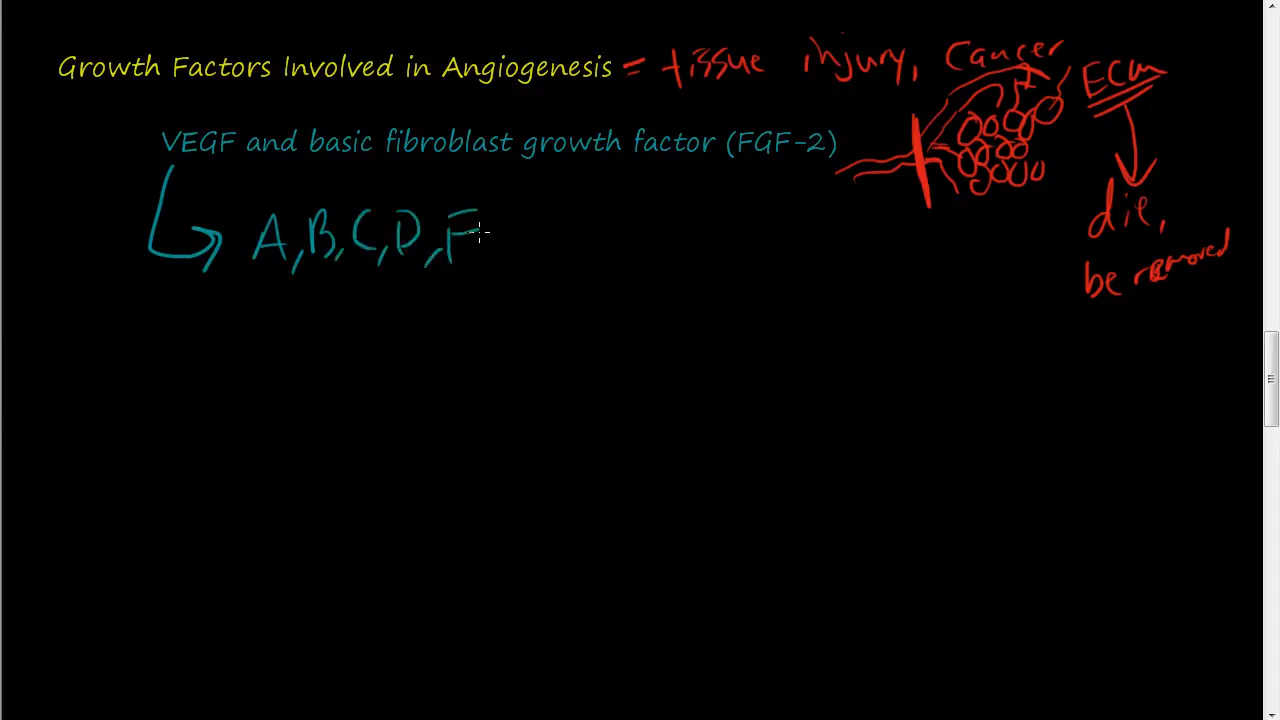 Growth Factors Involved in Angiogenesis = tissue injury, Cancer
ECM
VEGF and basic fibroblast growth factor (FGF-2)
die,
be removed
A, B, C, D, F